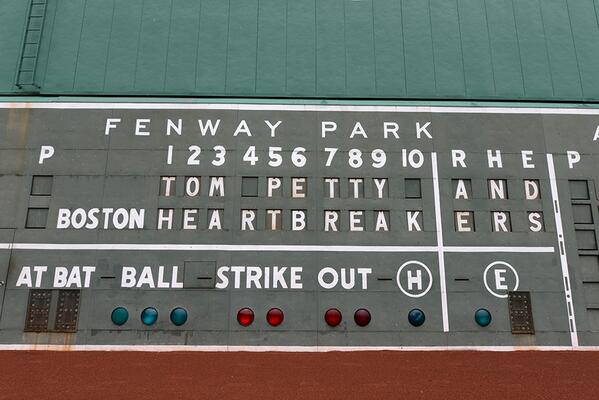 FENWAY PARK
P 1 2 3 4 5 6 7 8 9 10 R H E P
TOM PETTY AND
BOSTON HEARTBREAKERS
AT BAT BALL STRIKE OUT H E